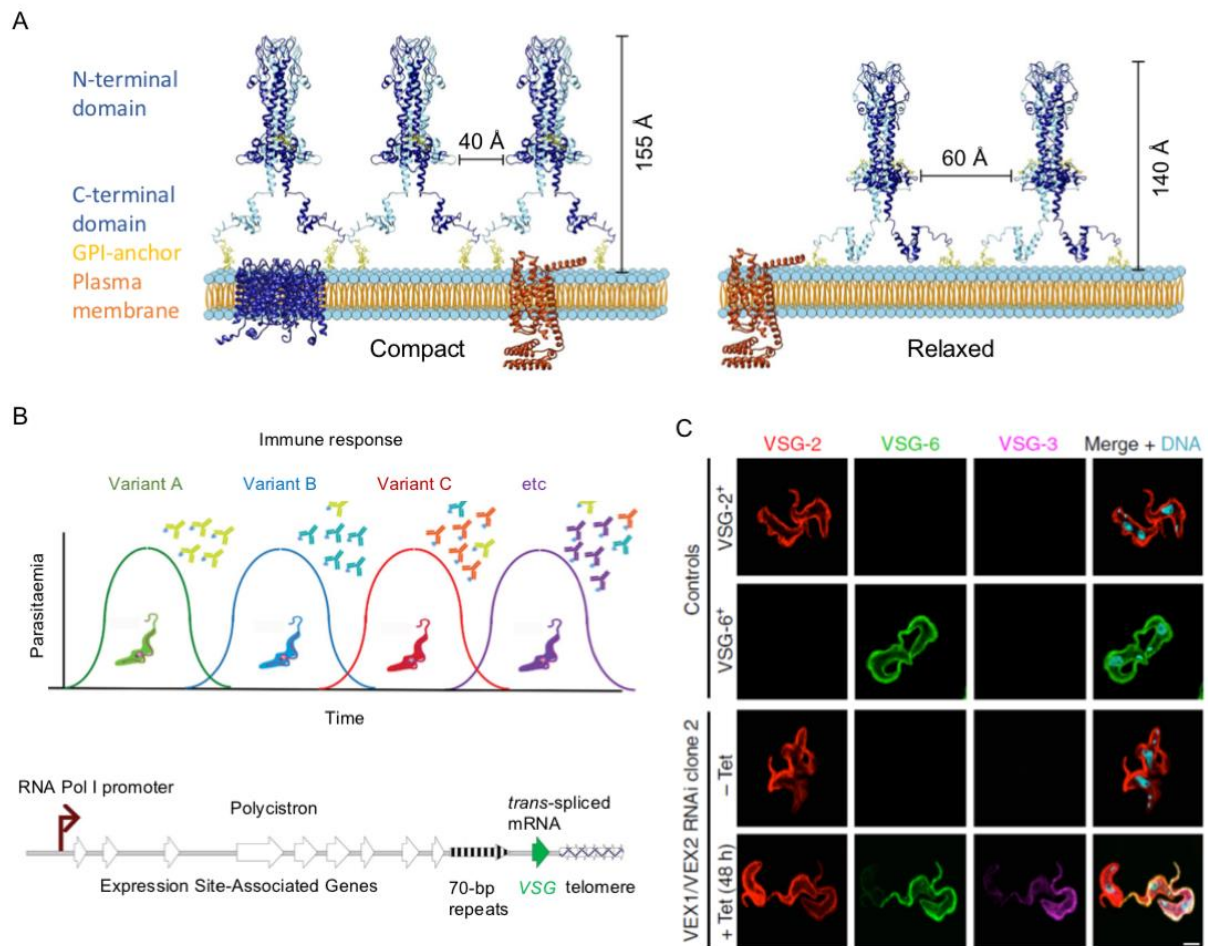 A
N-terminal
domain
C-terminal
domain
GPI-anchor
Plasma
membrane
40 Å
155 Å
Compact
60 Å
140 Å
Relaxed
B
Immune response
Variant A
Variant B
Variant C
etc
Parasitaemia
Time
RNA Pol I promoter
Polycistron
trans-spliced
mRNA
Expression Site-Associated Genes
70-bp
repeats
VSG
telomere
C
VSG-2
VSG-6
VSG-3
Merge + DNA
Controls
VSG-2⁺
VSG-6⁺
VEX1/VEX2 RNAi clone 2
– Tet
+ Tet (48 h)